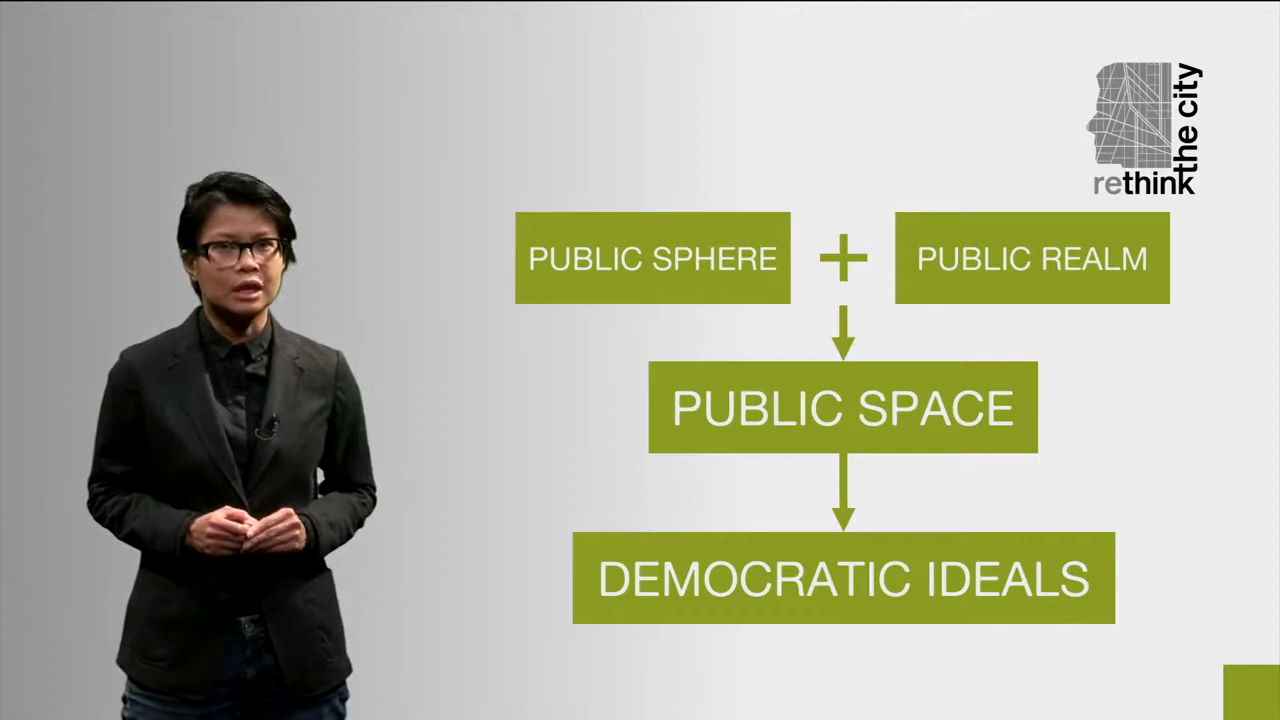 rethink
the city
PUBLIC SPHERE + PUBLIC REALM
PUBLIC SPACE
DEMOCRATIC IDEALS